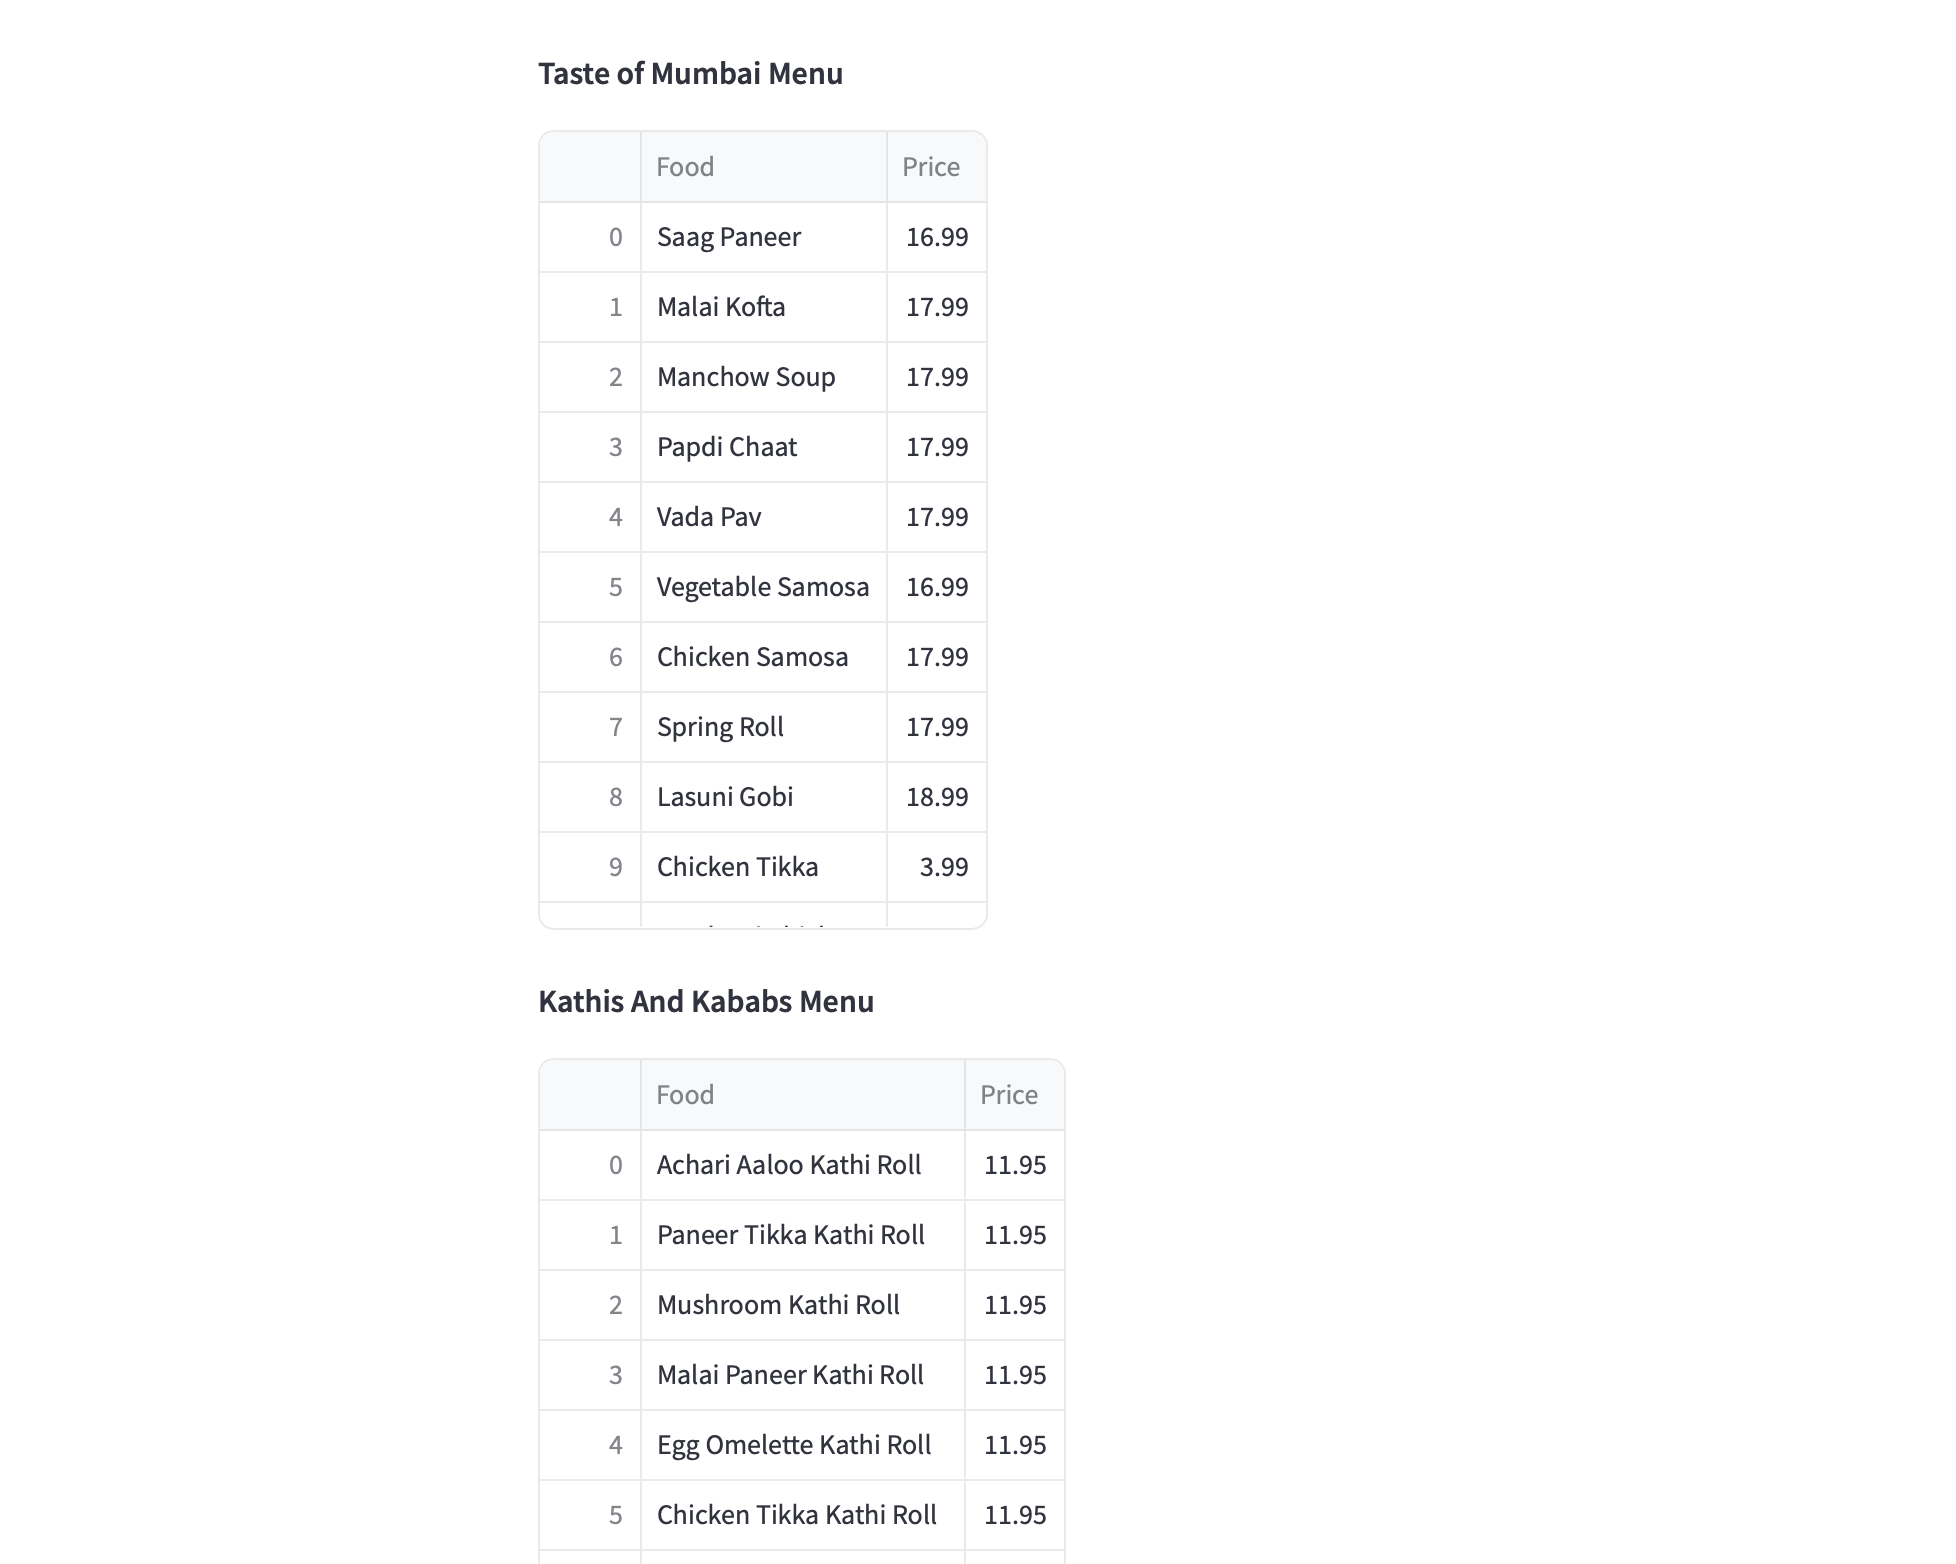 Taste of Mumbai Menu
Food Price
0 Saag Paneer 16.99
1 Malai Kofta 17.99
2 Manchow Soup 17.99
3 Papdi Chaat 17.99
4 Vada Pav 17.99
5 Vegetable Samosa 16.99
6 Chicken Samosa 17.99
7 Spring Roll 17.99
8 Lasuni Gobi 18.99
9 Chicken Tikka 3.99
Kathis And Kababs Menu
Food Price
0 Achari Aaloo Kathi Roll 11.95
1 Paneer Tikka Kathi Roll 11.95
2 Mushroom Kathi Roll 11.95
3 Malai Paneer Kathi Roll 11.95
4 Egg Omelette Kathi Roll 11.95
5 Chicken Tikka Kathi Roll 11.95